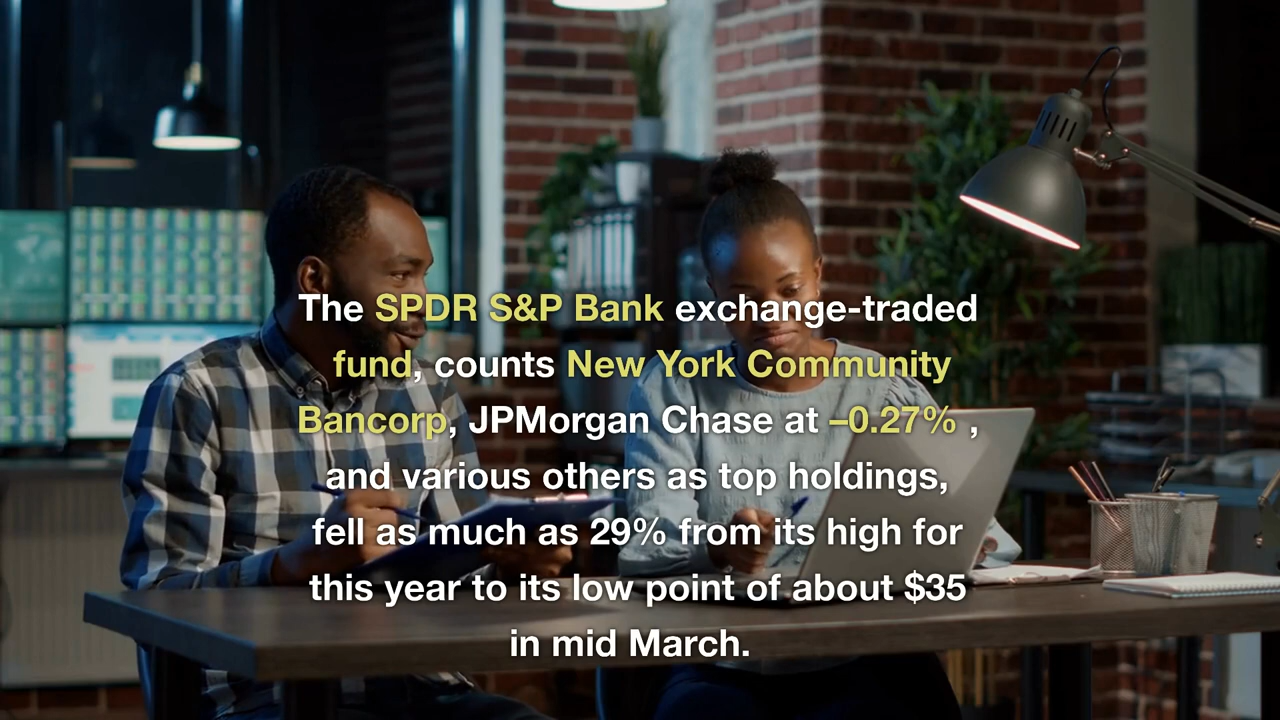 The SPDR S&P Bank exchange-traded
fund, counts New York Community
Bancorp, JPMorgan Chase at –0.27% ,
and various others as top holdings,
fell as much as 29% from its high for
this year to its low point of about $35
in mid March.